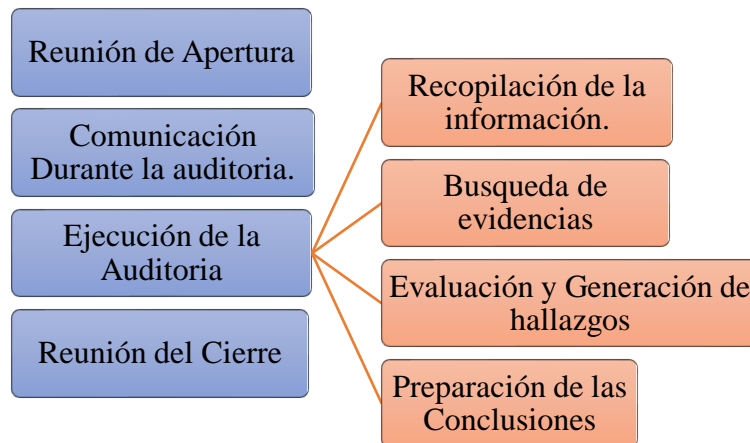 Reunión de Apertura
Comunicación
Durante la auditoria.
Ejecución de la
Auditoria
Reunión del Cierre
Recopilación de la
información.
Busqueda de
evidencias
Evaluación y Generación de
hallazgos
Preparación de las
Conclusiones